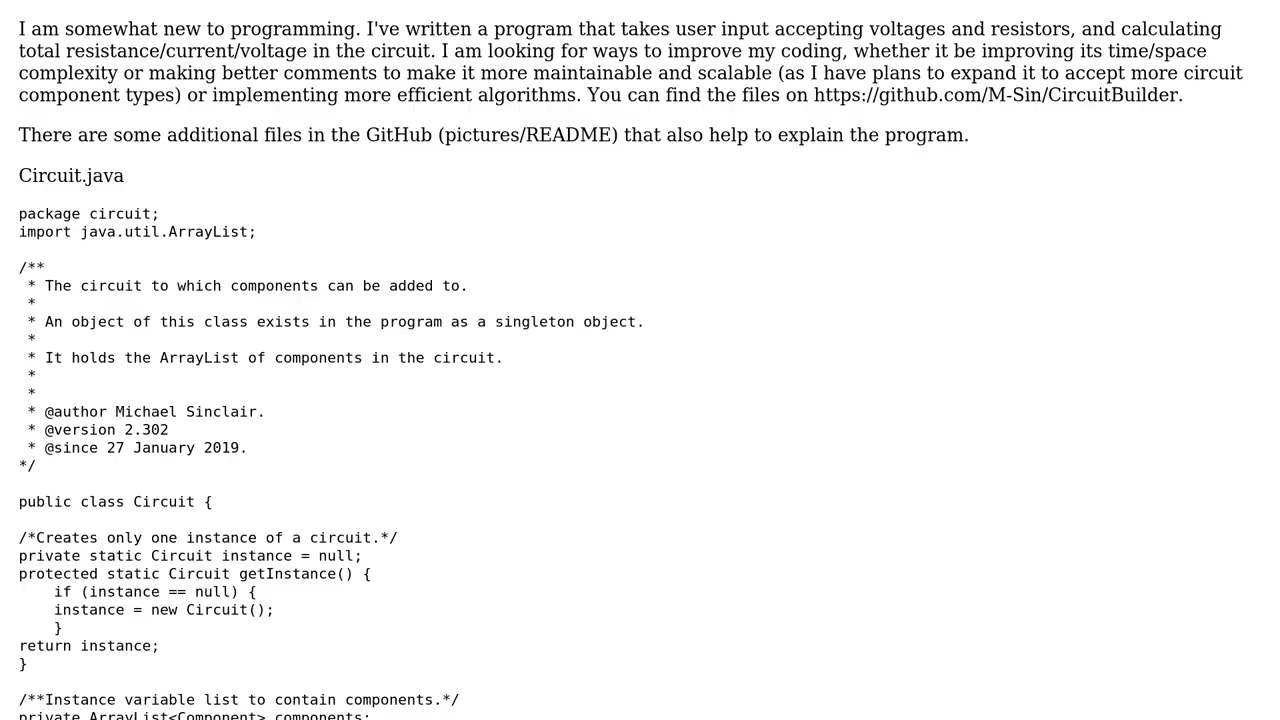 I am somewhat new to programming. I've written a program that takes user input accepting voltages and resistors, and calculating
total resistance/current/voltage in the circuit. I am looking for ways to improve my coding, whether it be improving its time/space
complexity or making better comments to make it more maintainable and scalable (as I have plans to expand it to accept more circuit
component types) or implementing more efficient algorithms. You can find the files on https://github.com/M-Sin/CircuitBuilder.
There are some additional files in the GitHub (pictures/README) that also help to explain the program.
Circuit.java
package circuit;
import java.util.ArrayList;
/**
 * The circuit to which components can be added to.
 *
 * An object of this class exists in the program as a singleton object.
 *
 * It holds the ArrayList of components in the circuit.
 *
 *
 * @author Michael Sinclair.
 * @version 2.302
 * @since 27 January 2019.
*/
public class Circuit {
/*Creates only one instance of a circuit.*/
private static Circuit instance = null;
protected static Circuit getInstance() {
    if (instance == null) {
    instance = new Circuit();
    }
return instance;
}
/**Instance variable list to contain components.*/
private ArrayList<Component> components;